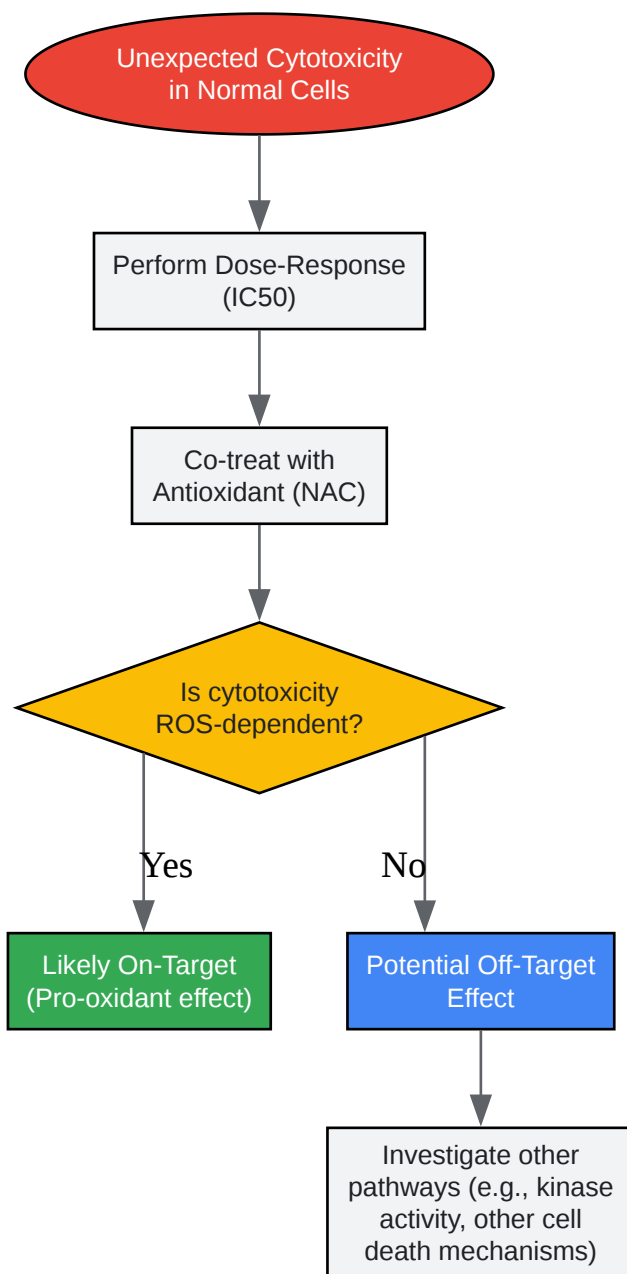 Unexpected Cytotoxicity
in Normal Cells
Perform Dose-Response
(IC50)
Co-treat with
Antioxidant (NAC)
Is cytotoxicity
ROS-dependent?
Yes
No
Likely On-Target
(Pro-oxidant effect)
Potential Off-Target
Effect
Investigate other
pathways (e.g., kinase
activity, other cell
death mechanisms)